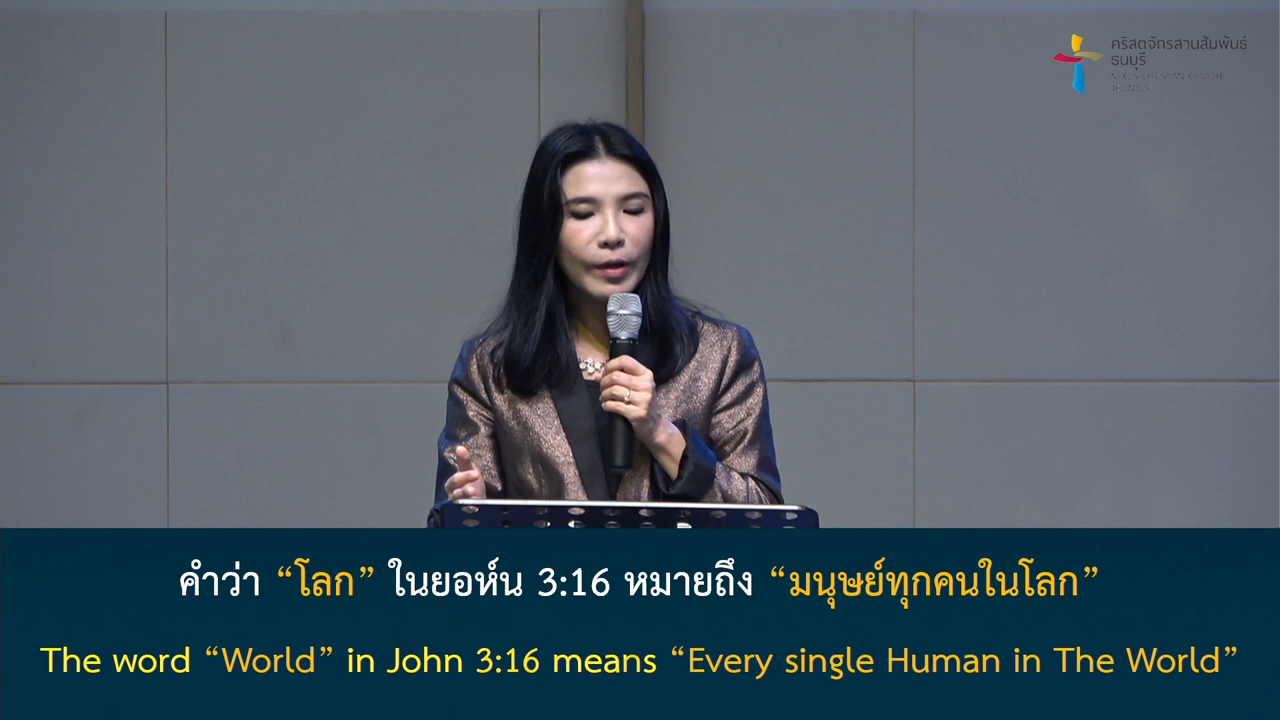 คริสตจักรสานสัมพันธ์
ธนบุรี
คำว่า “โลก” ในยอห์น 3:16 หมายถึง “มนุษย์ทุกคนในโลก”
The word “World” in John 3:16 means “Every single Human in The World”